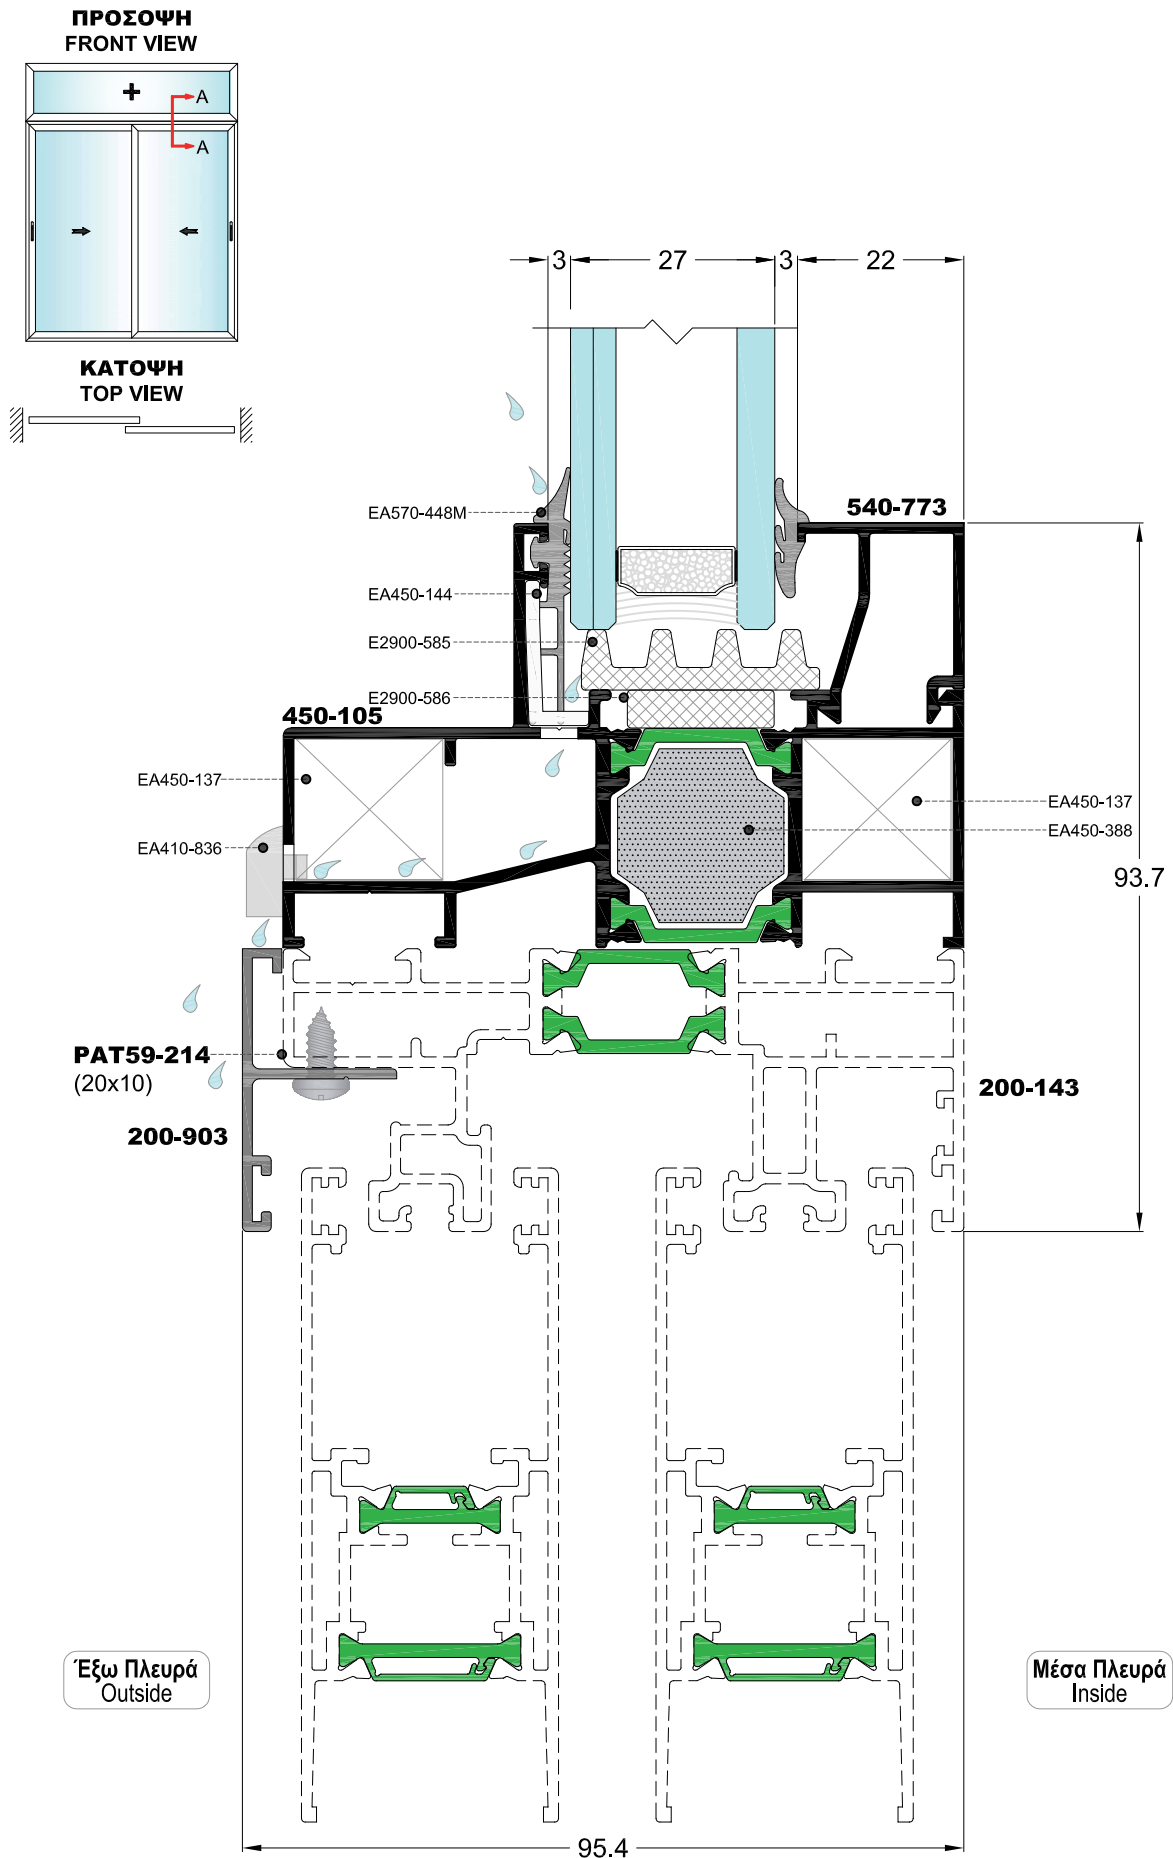 ΠΡΟΣΟΨΗ
FRONT VIEW
A
A
ΚΑΤΟΨΗ
TOP VIEW
3
27
3
22
EA570-448M
540-773
EA450-144
E2900-585
E2900-586
450-105
EA450-137
EA450-137
EA450-388
EA410-836
93.7
PAT59-214
(20x10)
200-143
200-903
Έξω Πλευρά
Outside
Μέσα Πλευρά
Inside
95.4